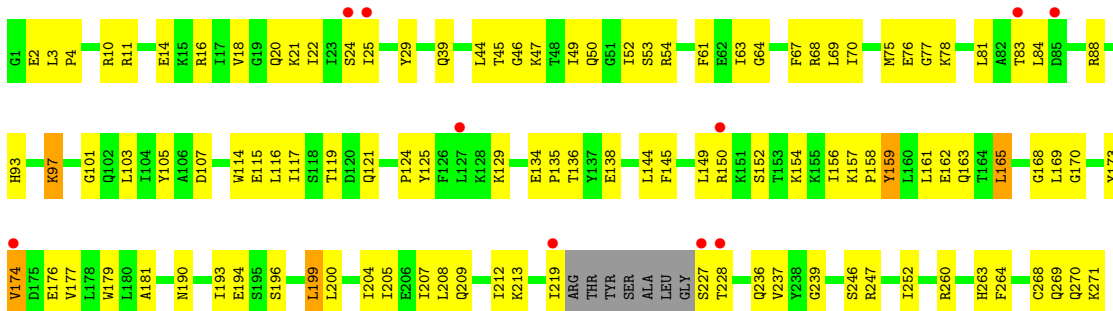 G1 E2 L3 P4 R10 R11 E14 K15 R16 I17 V18 G19 Q20 K21 I22 I23 S24 I25 Y29 Q39 L44 T45 G46 K47 T48 I49 Q50 G51 I52 S53 R54 F61 E62 I63 G64 F67 R68 L69 I70 M75 E76 G77 K78 L81 A82 T83 L84 D85 R88
H93 K97 G101 Q102 L103 I104 Y105 A106 D107 W114 E115 L116 I117 S118 T119 D120 Q121 P124 Y125 F126 L127 K128 K129 E134 P135 T136 Y137 E138 L144 F145 L149 R150 K151 S152 T153 K154 K155 I156 K157 P158 Y159 L160 L161 E162 Q163 T164 L165 G168 L169 G170 Y173
V174 D175 E176 V177 L178 W179 L180 A181 N190 I193 E194 S195 S196 L199 L200 I204 I205 E206 I207 L208 Q209 I212 K213 I219 ARG THR TYR SER ALA LEU GLY S227 T228 Q236 V237 Y238 G239 S246 R247 I252 R260 H263 F264 C268 Q269 Q270 K271